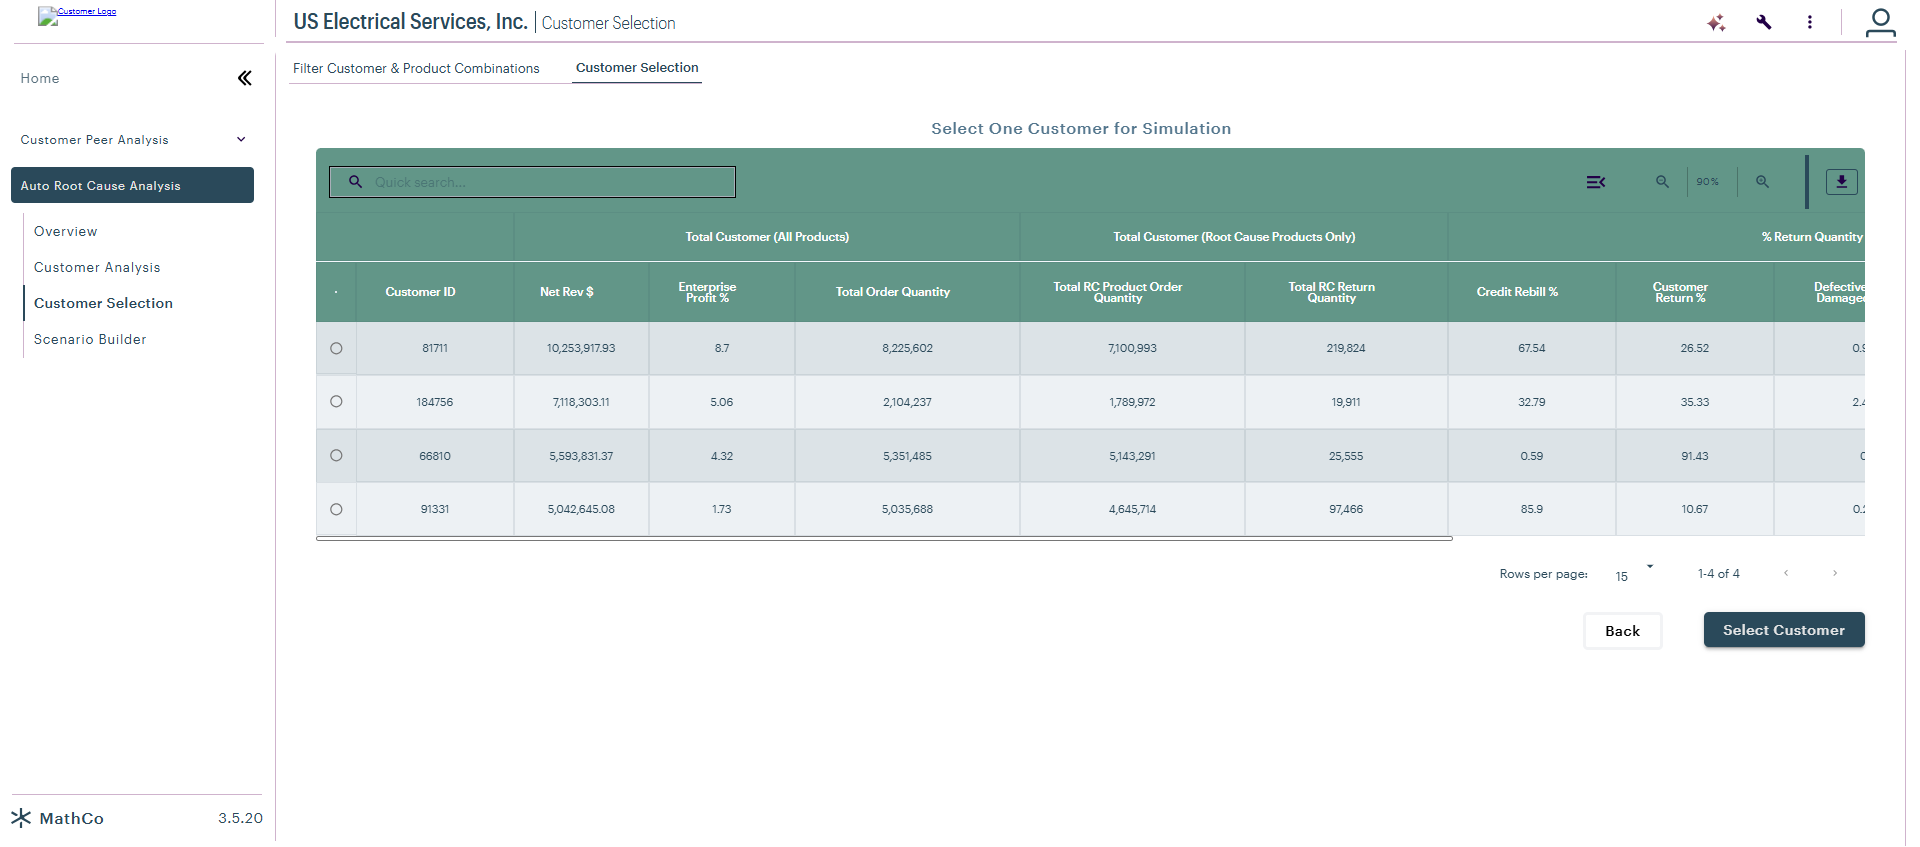 Customer Logo
US Electrical Services, Inc. Customer Selection
Home
Filter Customer & Product Combinations
Customer Selection
Customer Peer Analysis
Auto Root Cause Analysis
Overview
Customer Analysis
Customer Selection
Scenario Builder
Select One Customer for Simulation
Quick search...
90%
Total Customer (All Products)
Total Customer (Root Cause Products Only)
% Return Quantity
Customer ID
Net Rev $
Enterprise
Profit %
Total Order Quantity
Total RC Product Order
Quantity
Total RC Return
Quantity
Credit Rebill %
Customer
Return %
Defective
81711 10,253,917.93 8.7 8,225,602 7,100,993 219,824 67.54 26.52
184756 7,118,303.11 5.06 2,104,237 1,789,972 19,911 32.79 35.33
66810 5,593,831.37 4.32 5,351,485 5,143,291 25,555 0.59 91.43
91331 5,042,645.08 1.73 5,035,688 4,645,714 97,466 85.9 10.67
Rows per page: 15 1-4 of 4
Back
Select Customer
MathCo 3.5.20